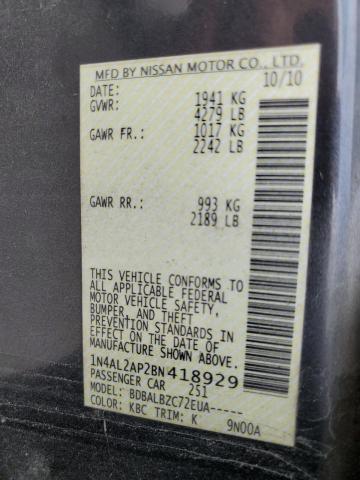 MFD BY NISSAN MOTOR CO., LTD.
10/10
DATE:
GVWR: 1941 KG
4279 LB
GAWR FR.: 1017 KG
2242 LB
GAWR RR.: 993 KG
2189 LB
THIS VEHICLE CONFORMS TO
ALL APPLICABLE FEDERAL
MOTOR VEHICLE SAFETY,
BUMPER, AND THEFT
PREVENTION STANDARDS IN
EFFECT ON THE DATE OF
MANUFACTURE SHOWN ABOVE.
1N4AL2AP2BN418929
PASSENGER CAR 251
MODEL: BDBALBZC72EUA-----
COLOR: KBC TRIM: K 9N00A